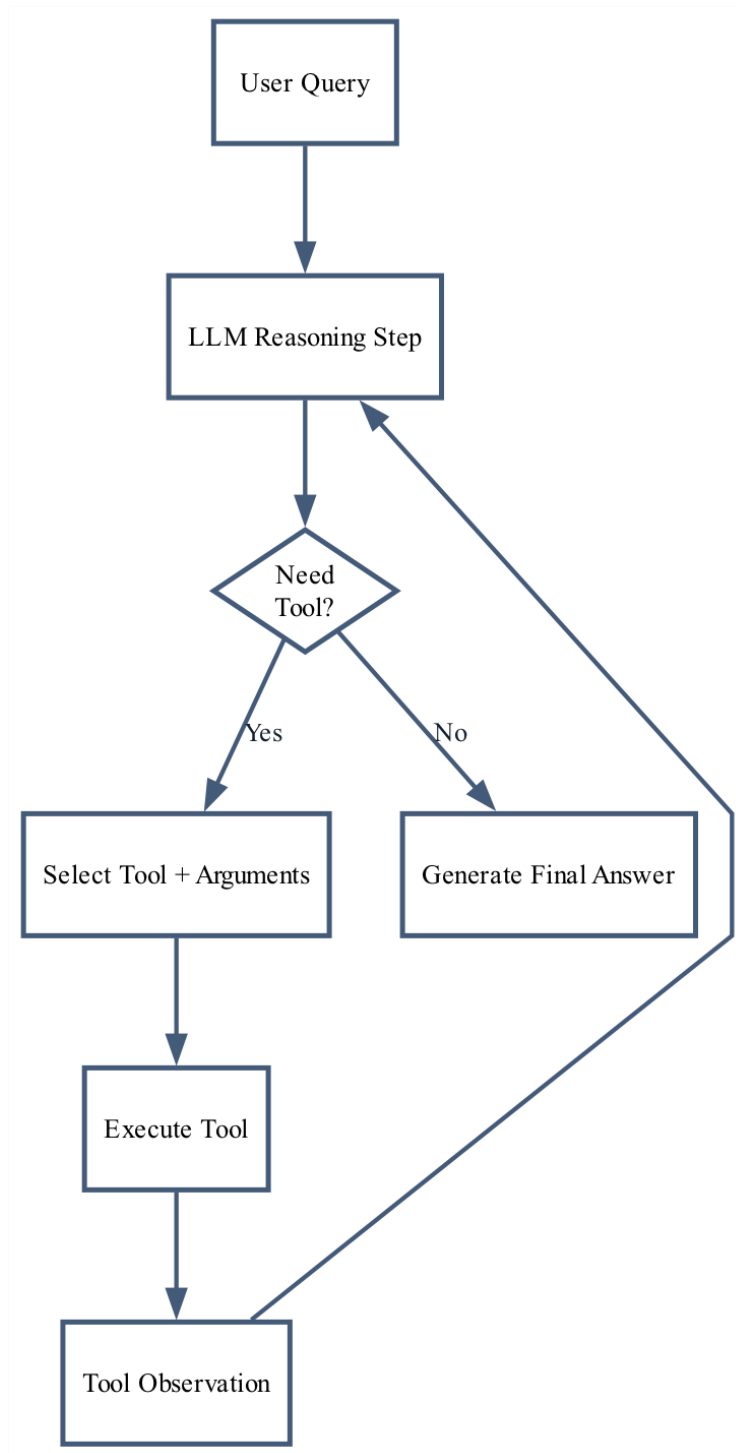 User Query
LLM Reasoning Step
Need
Tool?
Yes
No
Select Tool + Arguments
Generate Final Answer
Execute Tool
Tool Observation